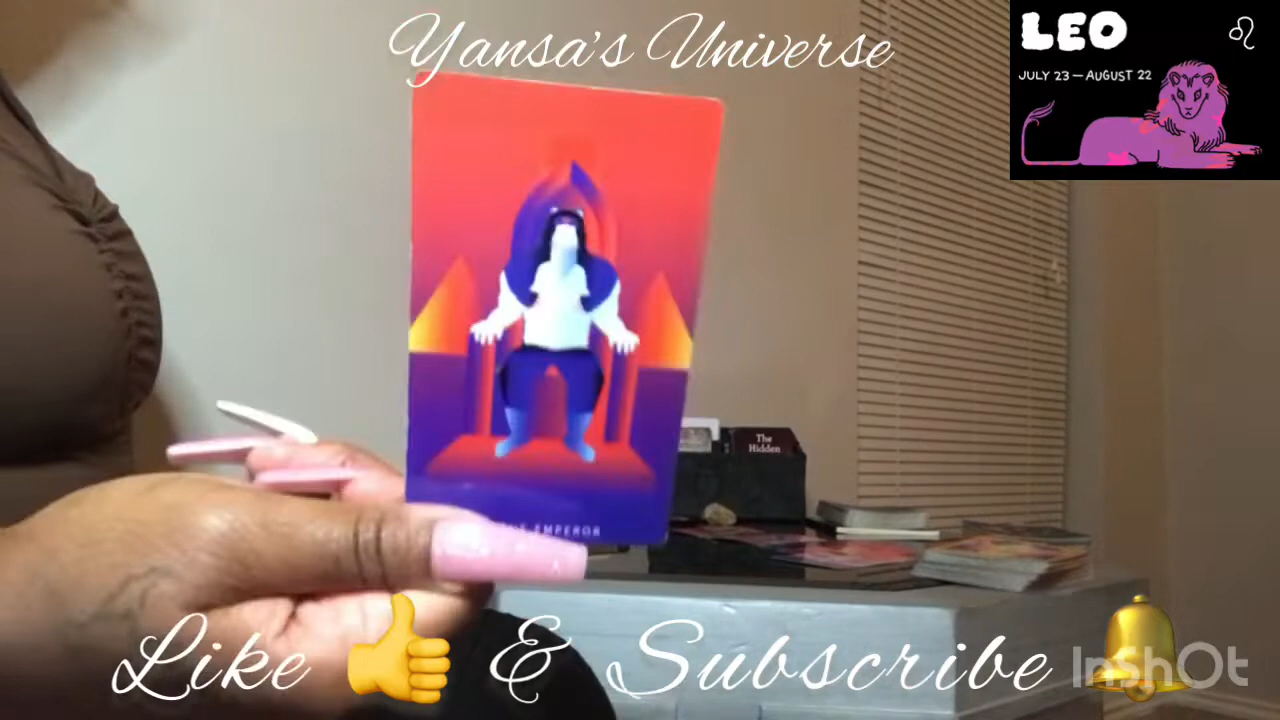 Yansa's Universe
LEO
♌
JULY 23 — AUGUST 22
The
Hidden
EMPEROR
Like 👍 & Subscribe 🔔
InShOt